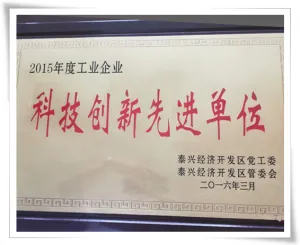 2015年度工业企业
科技创新先进单位
泰兴经济开发区党工委
泰兴经济开发区管委会
二〇一六年三月